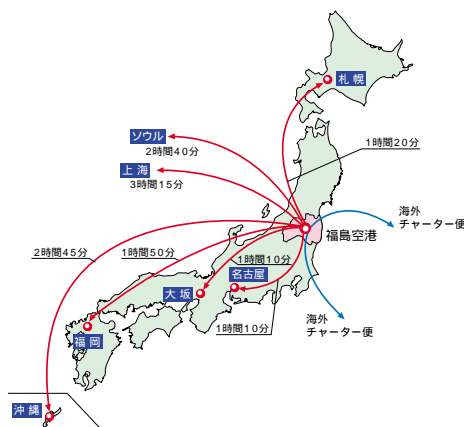 札幌
ソウル
2時間40分
1時間20分
上海
3時間15分
海外
チャーター便
福島空港
2時間45分
1時間50分
1時間10分
名古屋
大坂
1時間10分
海外
チャーター便
福岡
沖縄